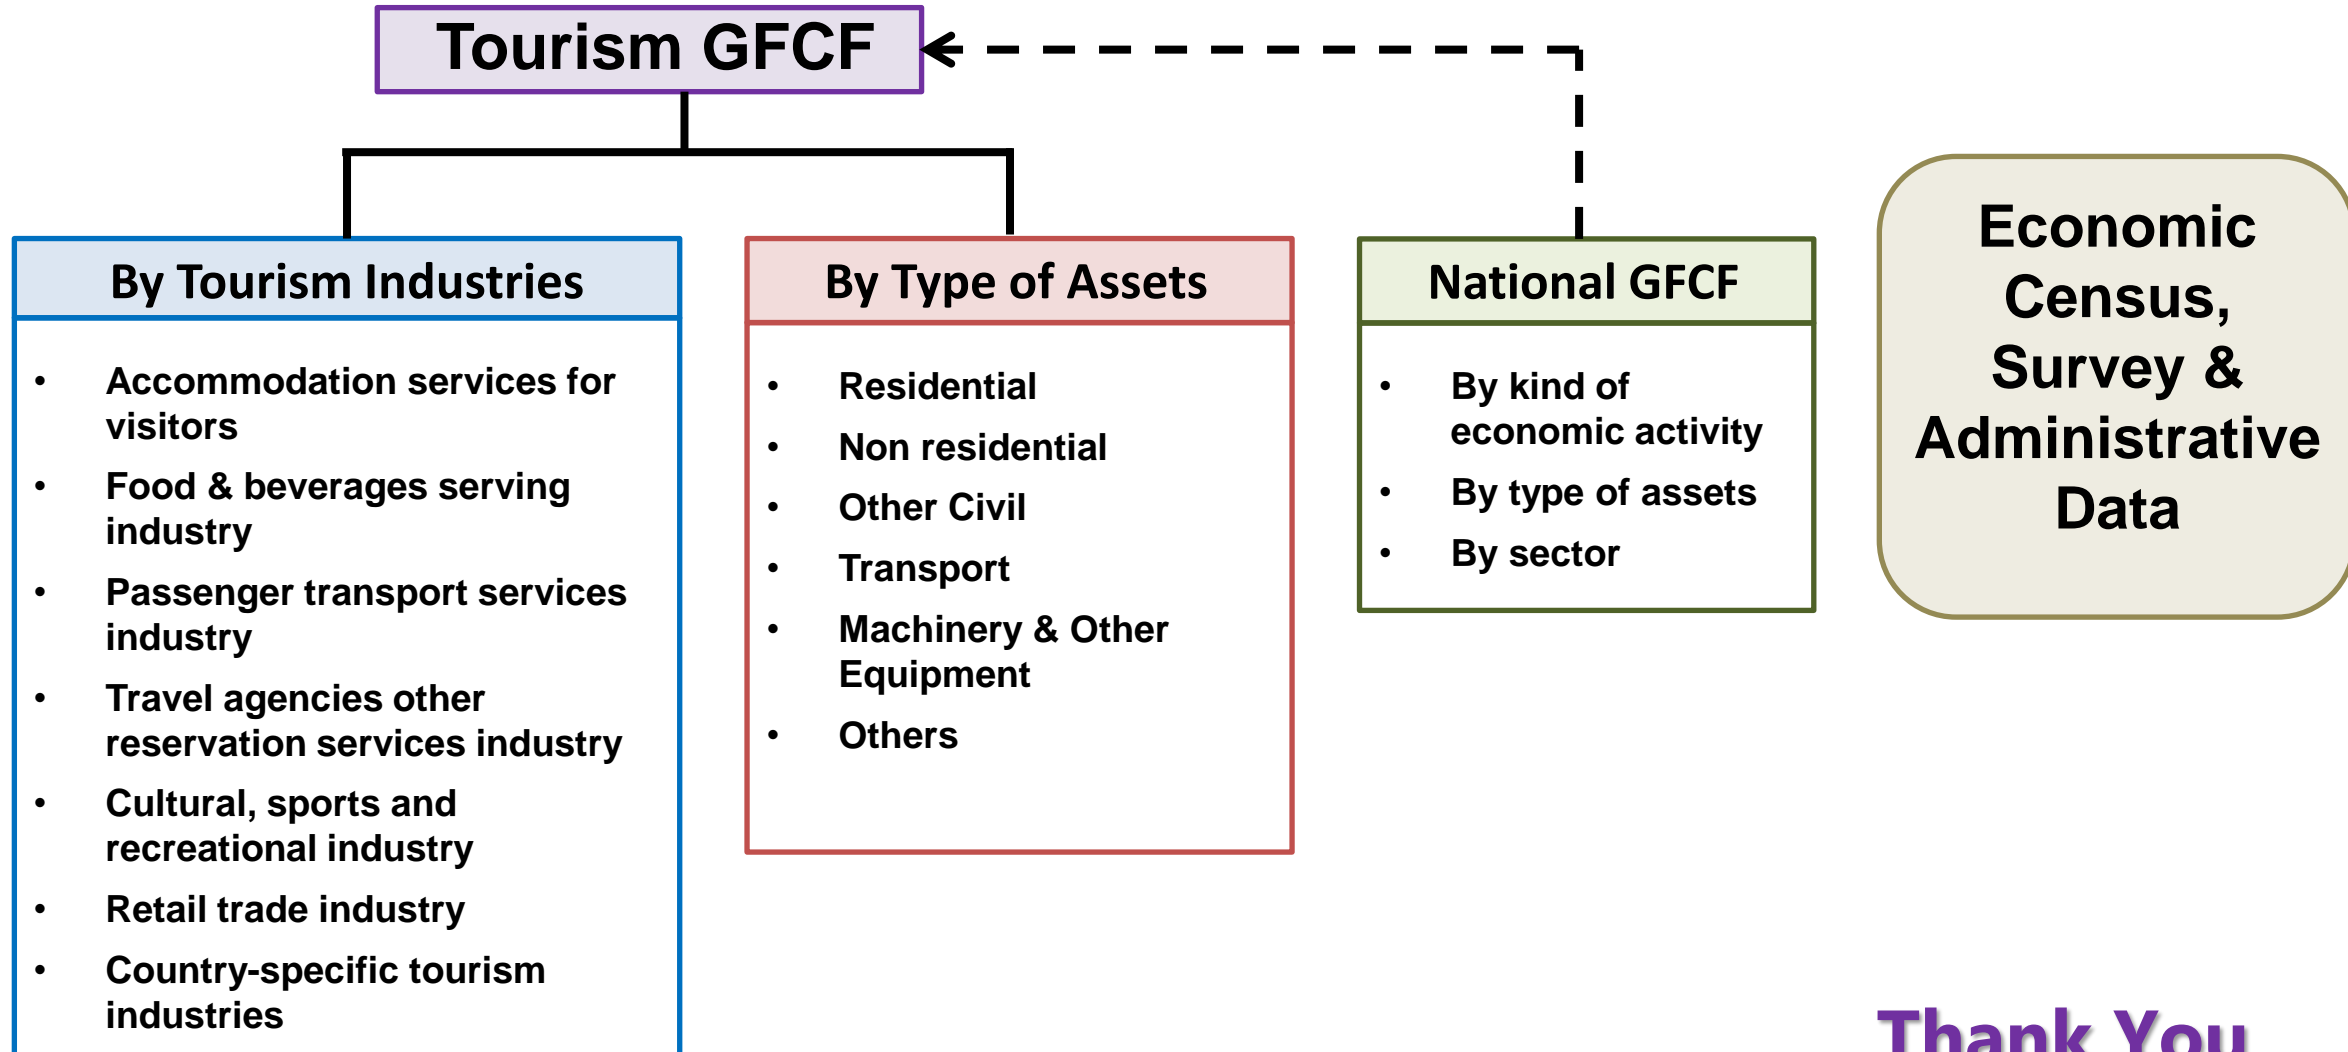 Tourism GFCF
By Tourism Industries
• Accommodation services for
visitors
• Food & beverages serving
industry
• Passenger transport services
industry
• Travel agencies other
reservation services industry
• Cultural, sports and
recreational industry
• Retail trade industry
• Country-specific tourism
industries
By Type of Assets
• Residential
• Non residential
• Other Civil
• Transport
• Machinery & Other
Equipment
• Others
National GFCF
• By kind of
economic activity
• By type of assets
• By sector
Economic
Census,
Survey &
Administrative
Data
Thank You